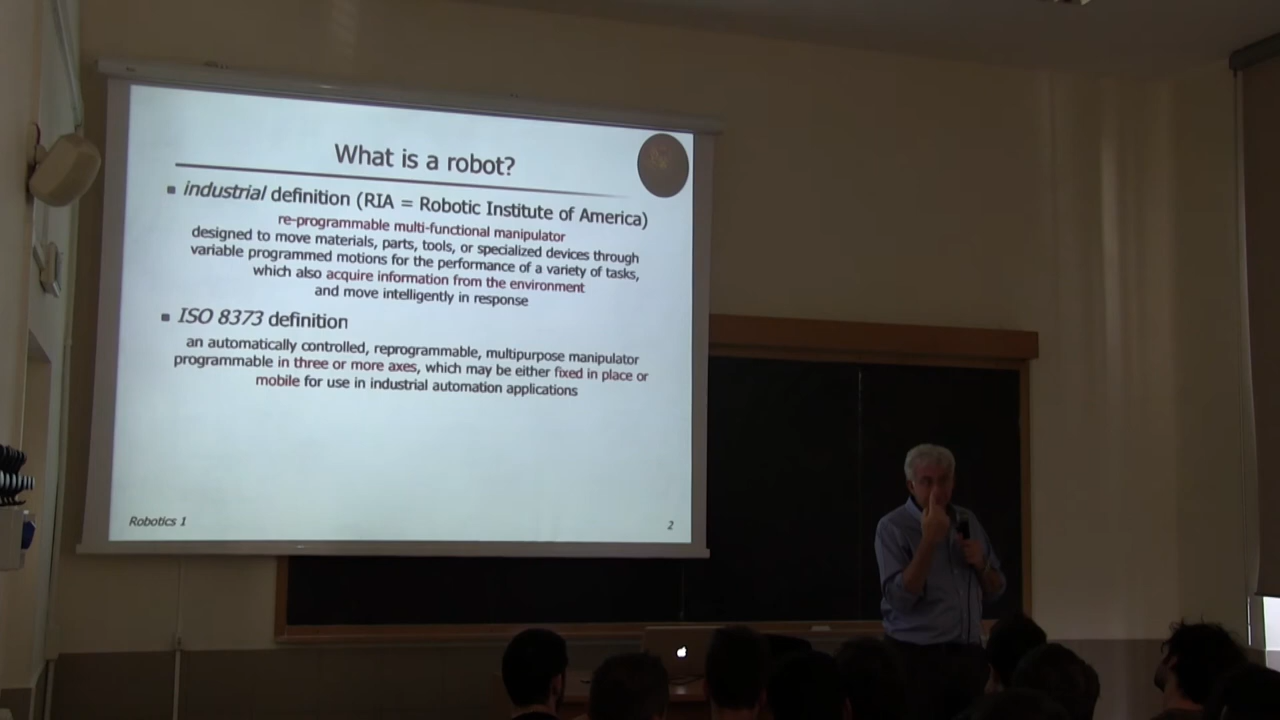 What is a robot?
industrial definition (RIA = Robotic Institute of America)
re-programmable multi-functional manipulator
designed to move materials, parts, tools, or specialized devices through
variable programmed motions for the performance of a variety of tasks,
which also acquire information from the environment
and move intelligently in response
ISO 8373 definition
an automatically controlled, reprogrammable, multipurpose manipulator
programmable in three or more axes, which may be either fixed in place or
mobile for use in industrial automation applications
Robotics 1
2